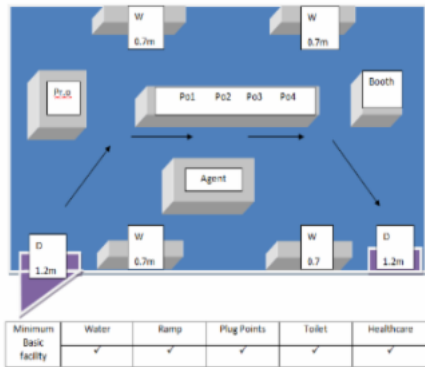 W
0.7m
W
0.7m
Pr.o
Po1 Po2 Po3 Po4
Booth
Agent
D
1.2m
W
0.7m
W
0.7
D
1.2m
Minimum Basic facility Water Ramp Plug Points Toilet Healthcare
✓ ✓ ✓ ✓ ✓